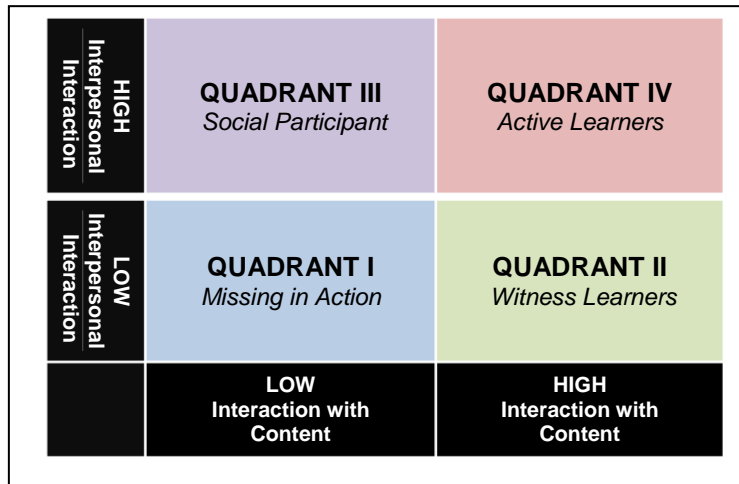 HIGH
Interpersonal
Interaction
QUADRANT III
Social Participant
QUADRANT IV
Active Learners
LOW
Interpersonal
Interaction
QUADRANT I
Missing in Action
QUADRANT II
Witness Learners
LOW
Interaction with
Content
HIGH
Interaction with
Content